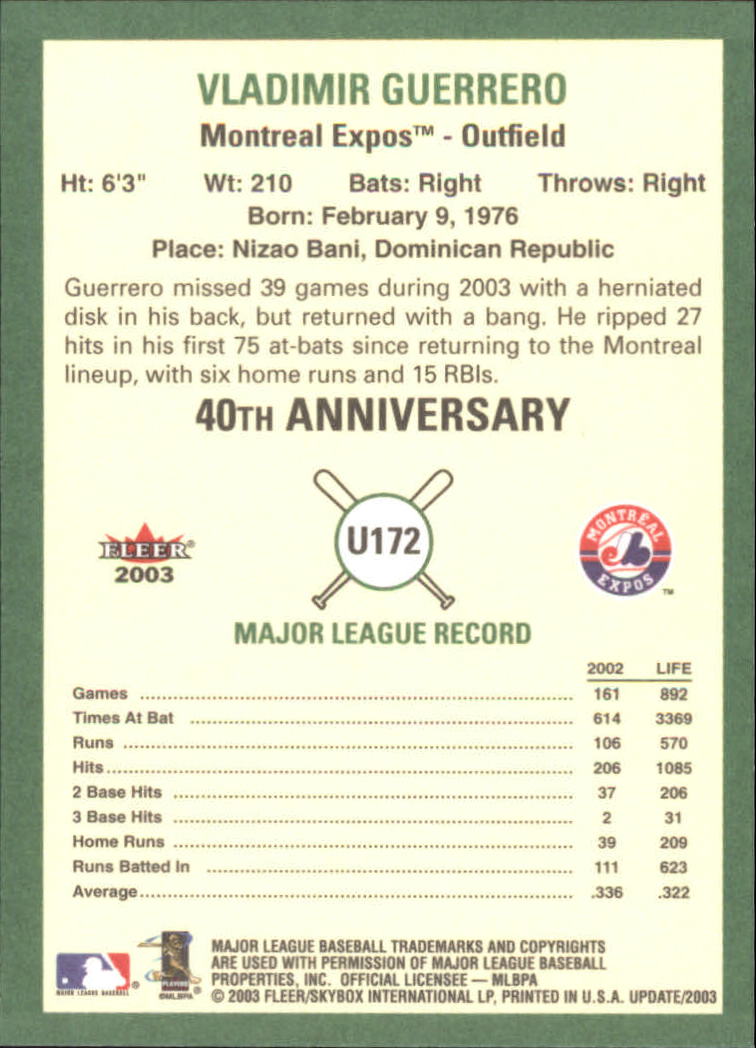 VLADIMIR GUERRERO
Montreal Expos™ - Outfield
Ht: 6'3" Wt: 210 Bats: Right Throws: Right
Born: February 9, 1976
Place: Nizao Bani, Dominican Republic
Guerrero missed 39 games during 2003 with a herniated
disk in his back, but returned with a bang. He ripped 27
hits in his first 75 at-bats since returning to the Montreal
lineup, with six home runs and 15 RBIs.
40TH ANNIVERSARY
FLEER®
2003
U172
MONTRÉAL
EXPOS
™
MAJOR LEAGUE RECORD
2002 LIFE
Games 161 892
Times At Bat 614 3369
Runs 106 570
Hits 206 1085
2 Base Hits 37 206
3 Base Hits 2 31
Home Runs 39 209
Runs Batted In 111 623
Average .336 .322
MAJOR LEAGUE BASEBALL®
PLAYERS
©MLBPA®
MAJOR LEAGUE BASEBALL TRADEMARKS AND COPYRIGHTS
ARE USED WITH PERMISSION OF MAJOR LEAGUE BASEBALL
PROPERTIES, INC. OFFICIAL LICENSEE — MLBPA
© 2003 FLEER/SKYBOX INTERNATIONAL LP, PRINTED IN U.S.A. UPDATE/2003